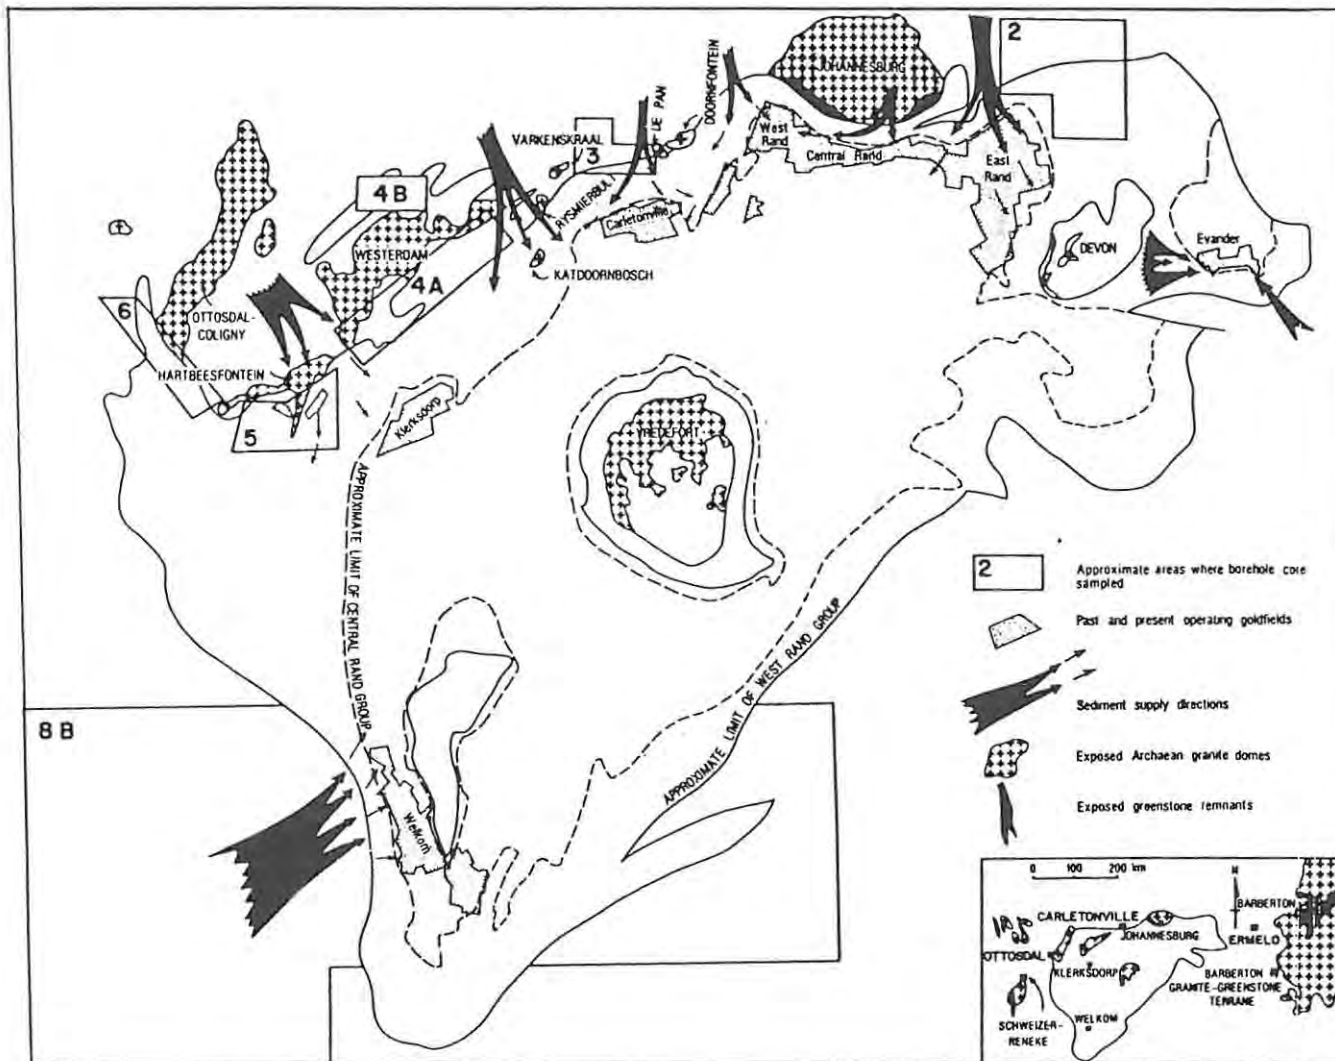 2
JOHANNESBURG
DOORNFONTEIN
DE PAN
VARKENSKRAAL
3
West
Rand
Central Rand
East
Rand
4B
RYSMIERBULT
Carletonville
WESTERDAM
4A
KATDOORNBOSCH
DEVON
Evander
6
OTTOSDAL-
COLIGNY
HARTBEESFONTEIN
5
Klerksdorp
VREDEFORT
APPROXIMATE LIMIT OF CENTRAL RAND GROUP
APPROXIMATE LIMIT OF WEST RAND GROUP
8 B
Welkom
2
Approximate areas where borehole core
sampled
Past and present operating goldfields
Sediment supply directions
Exposed Archaean granite domes
Exposed greenstone remnants
0 100 200 km
N
BARBERTON
CARLETONVILLE
JOHANNESBURG
ERMELO
OTTOSDAL
KLERKSDORP
BARBERTON
GRANITE-GREENSTONE
TERRANE
SCHWEIZER-
RENEKE
WELKOM